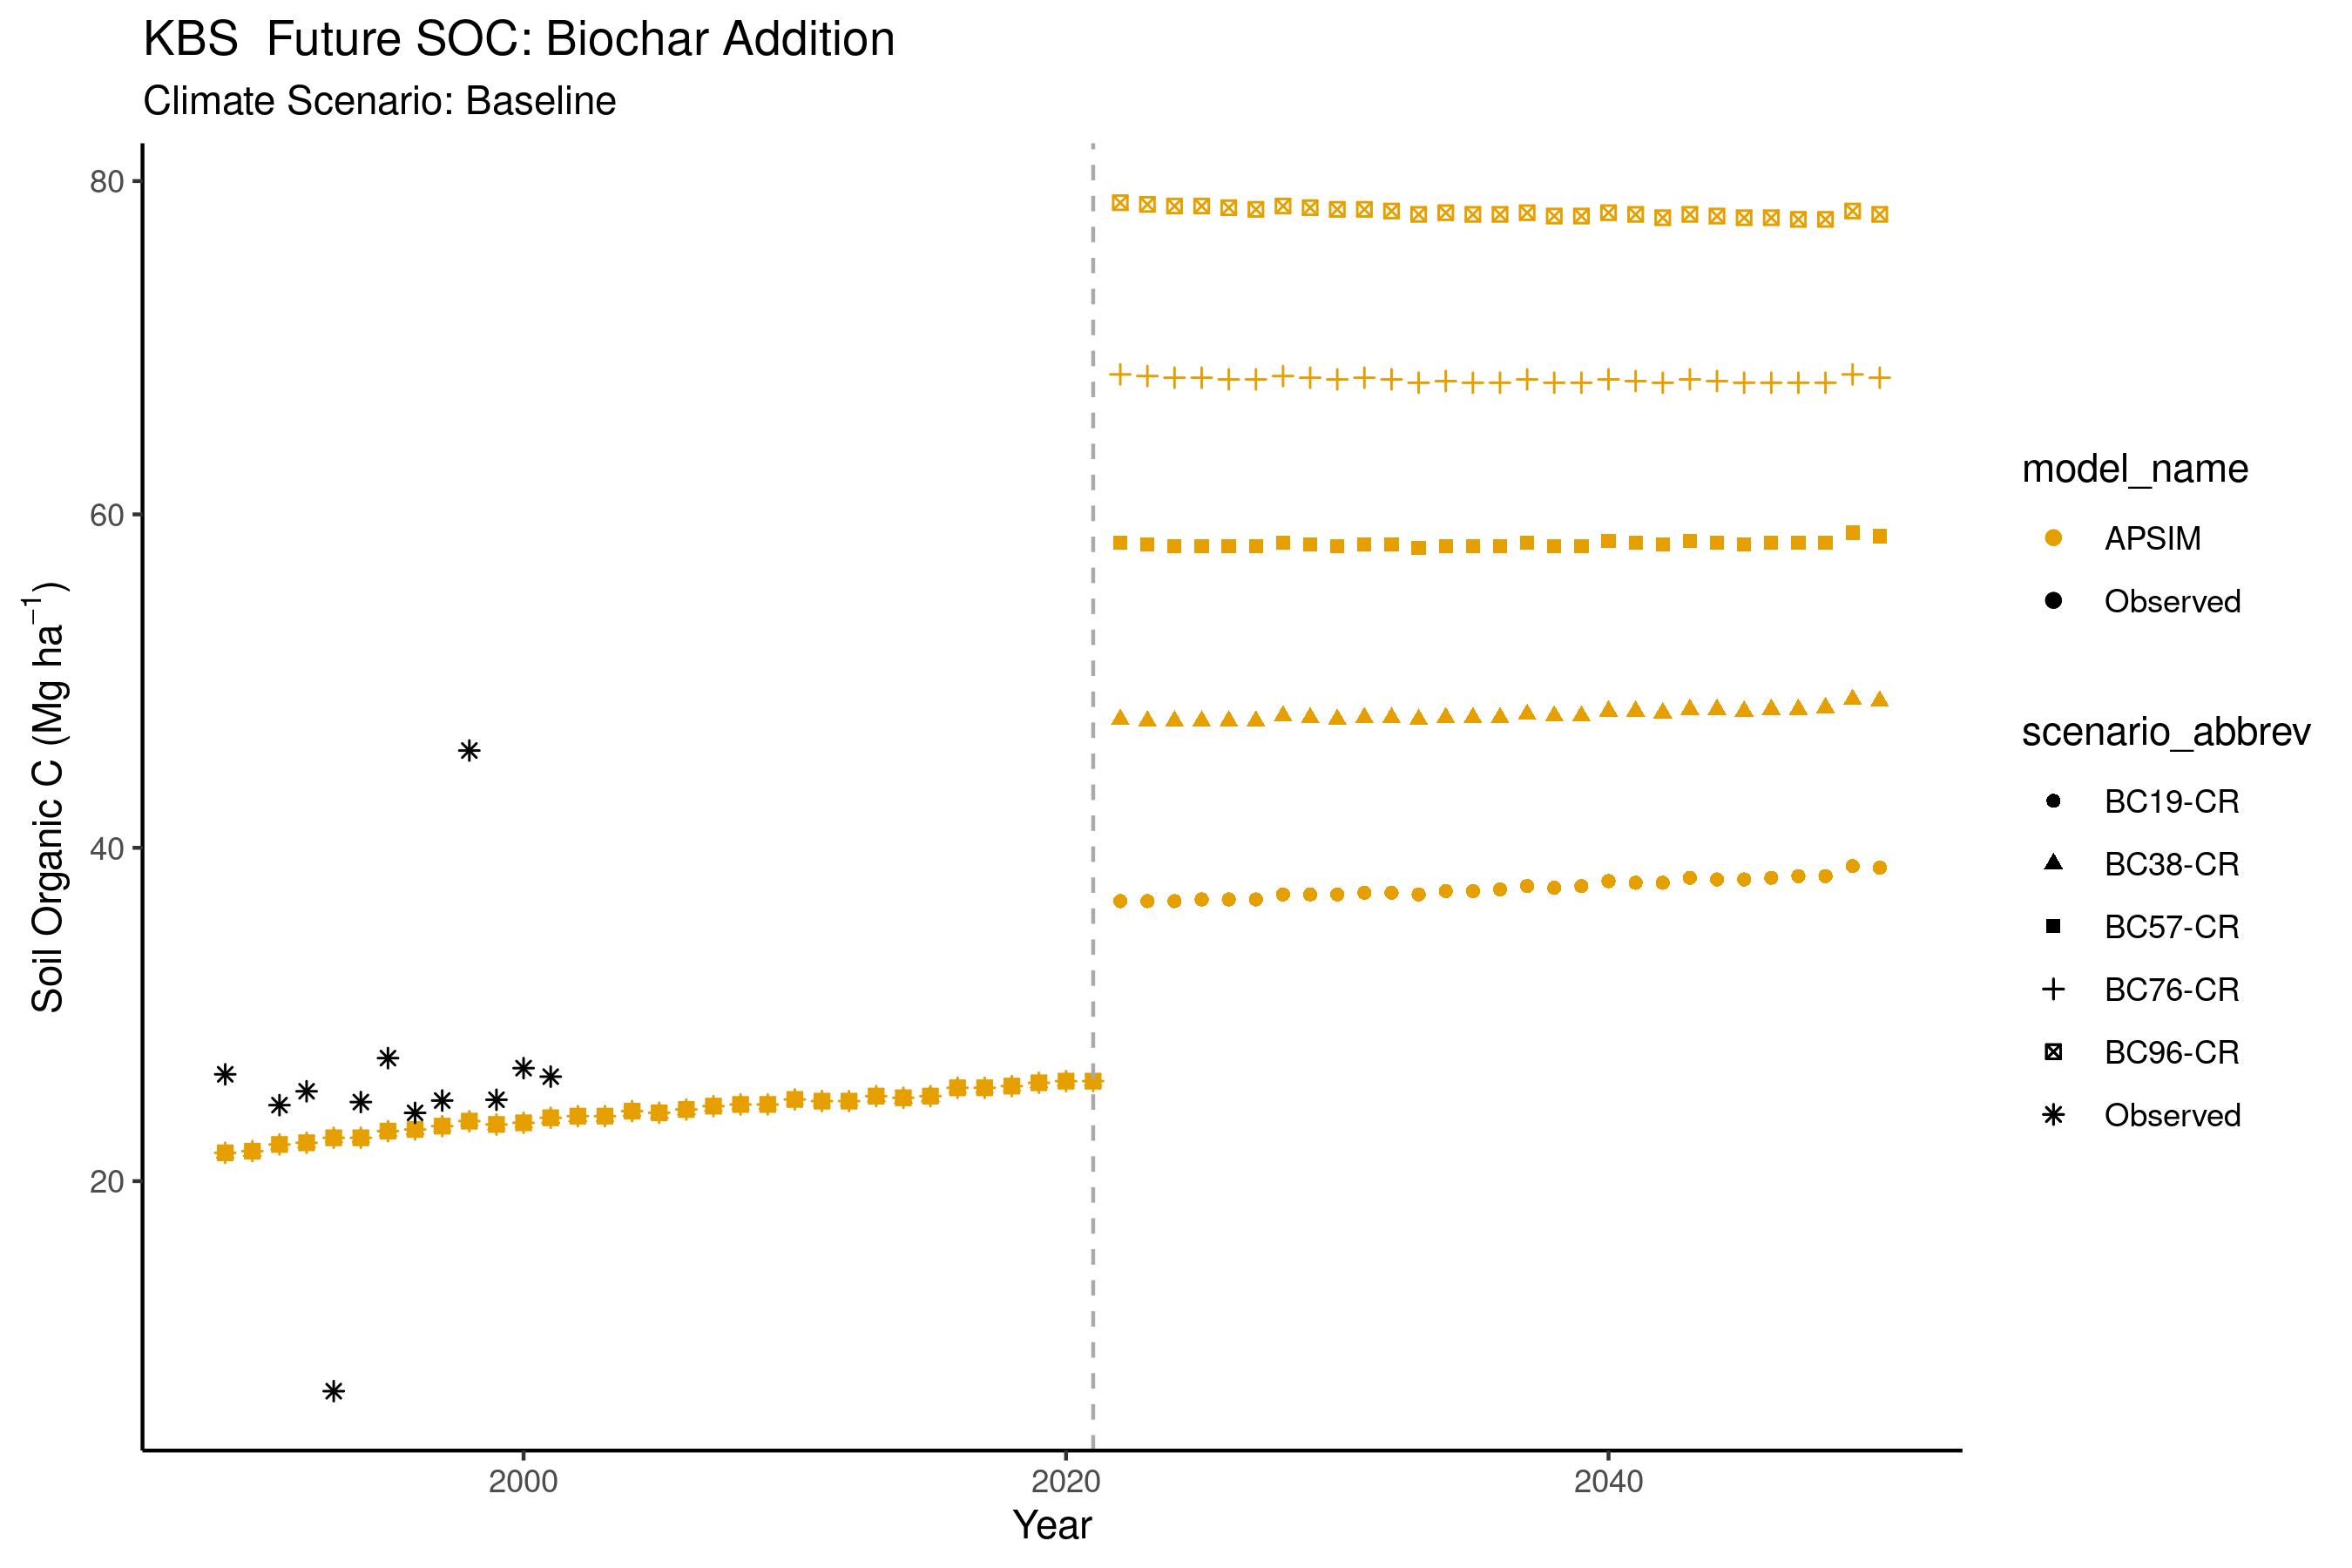 KBS  Future SOC: Biochar Addition
Climate Scenario: Baseline
80
60
40
20
Soil Organic C (Mg ha⁻¹)
2000
2020
2040
Year
model_name
APSIM
Observed
scenario_abbrev
BC19-CR
BC38-CR
BC57-CR
BC76-CR
BC96-CR
Observed